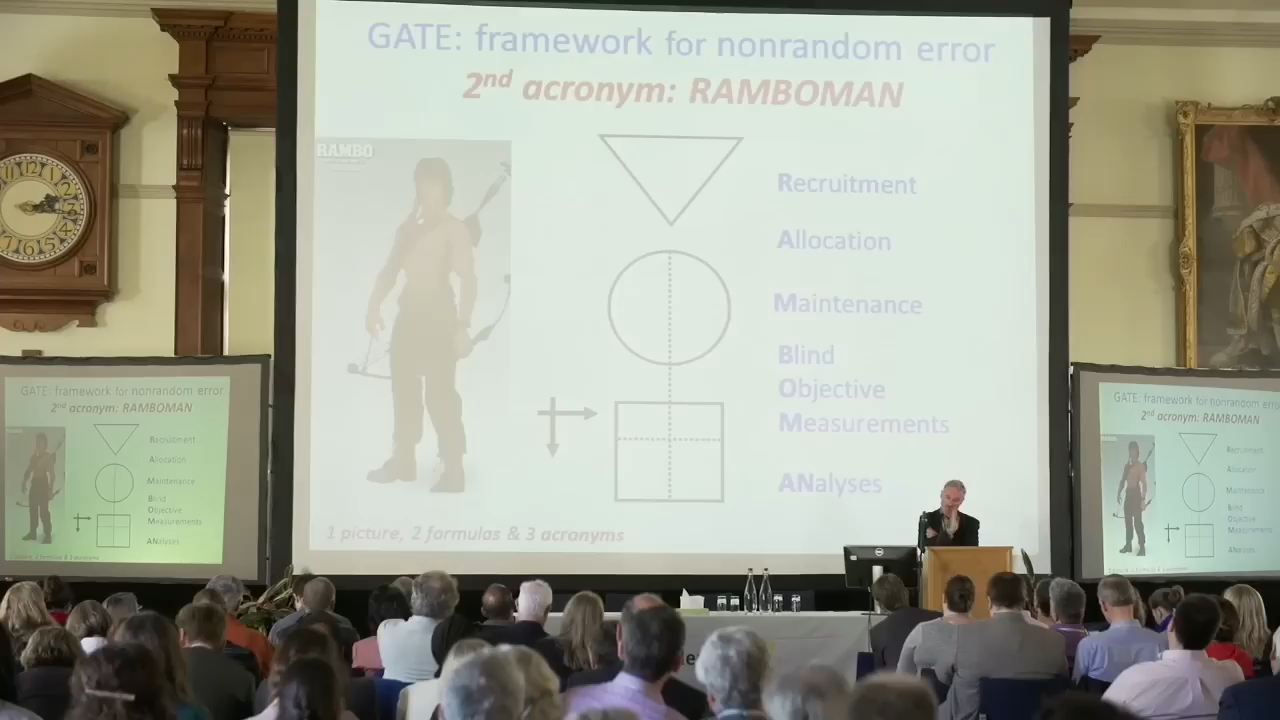 GATE: framework for nonrandom error
2nd acronym: RAMBOMAN
RAMBO
Recruitment
Allocation
Maintenance
Blind
Objective
Measurements
ANalyses
1 picture, 2 formulas & 3 acronyms
GATE: framework for nonrandom error
2nd acronym: RAMBOMAN
Recruitment
Allocation
Maintenance
Blind
Objective
Measurements
ANalyses
GATE: framework for nonrandom error
2nd acronym: RAMBOMAN
Recruitment
Allocation
Maintenance
Blind
Objective
Measurements
ANalyses
DELL